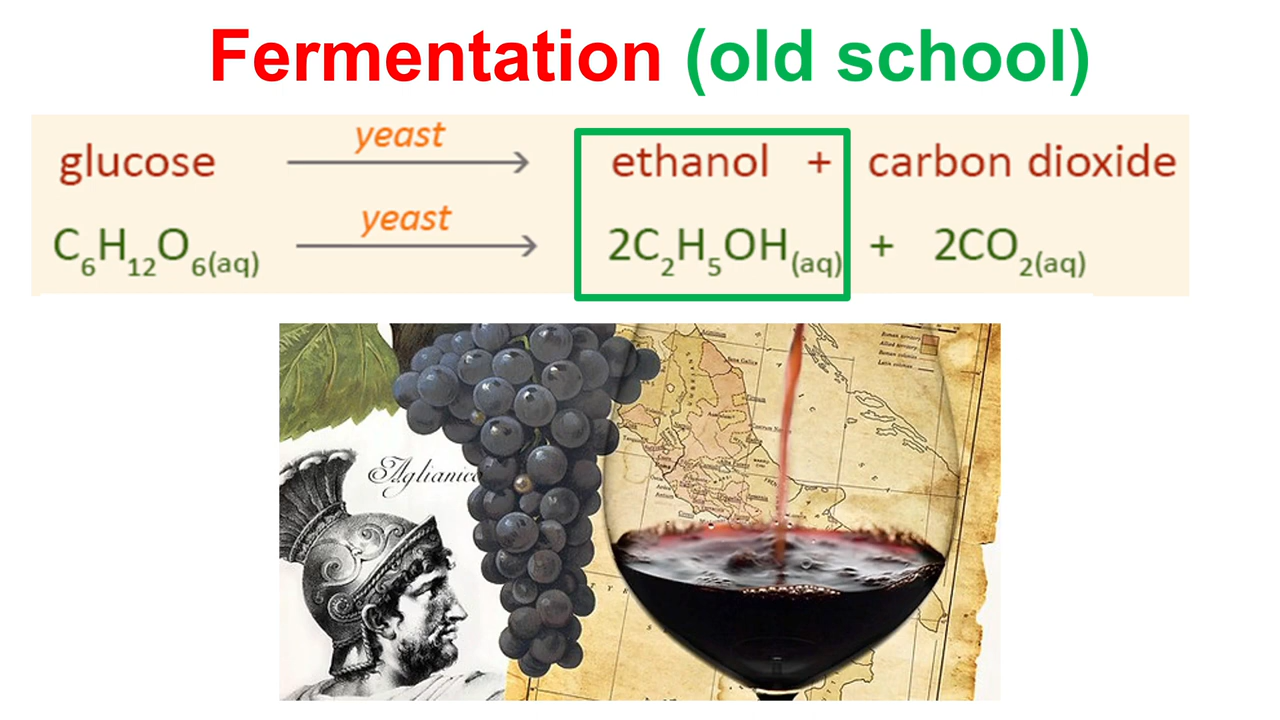 Fermentation (old school)
yeast
glucose ⟶ ethanol + carbon dioxide
yeast
C₆H₁₂O₆(aq) ⟶ 2C₂H₅OH(aq) + 2CO₂(aq)
Aglianico